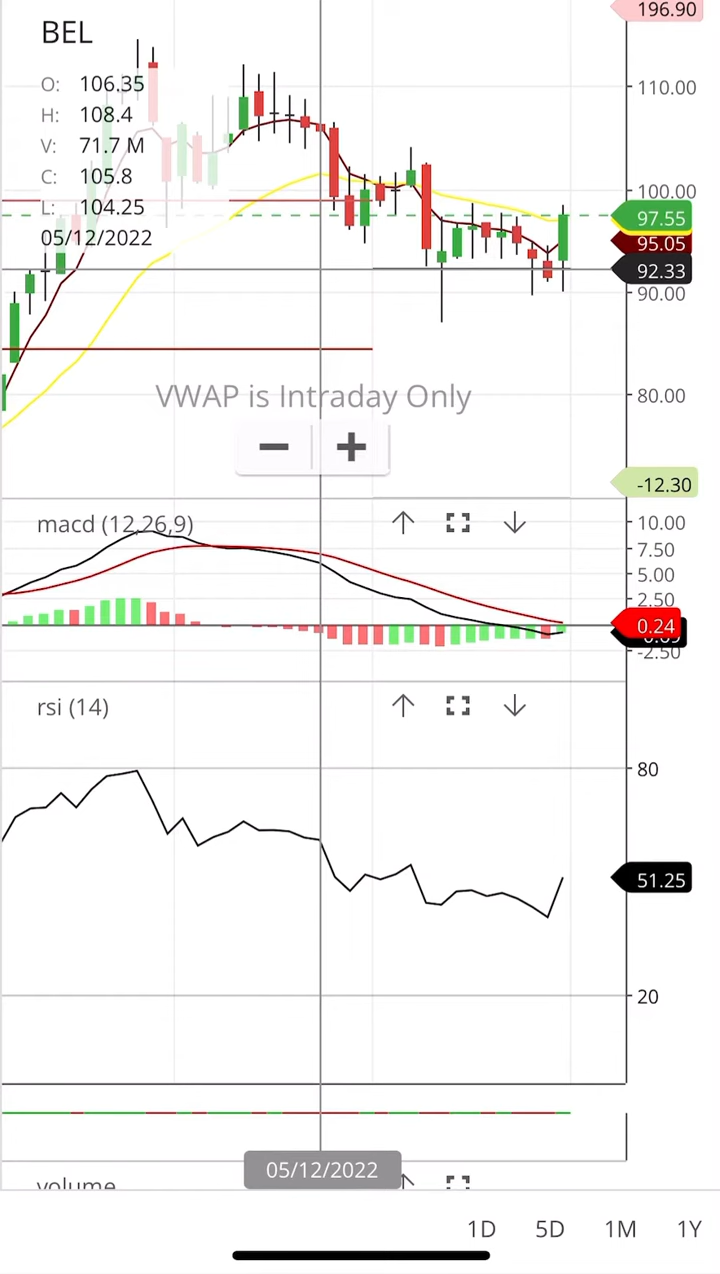 196.90
BEL
O: 106.35
110.00
H: 108.4
V: 71.7 M
C: 105.8
100.00
L: 104.25
97.55
05/12/2022
95.05
92.33
90.00
VWAP is Intraday Only
80.00
− +
-12.30
macd (12,26,9)
10.00
7.50
5.00
2.50
0.24
-2.50
rsi (14)
80
51.25
20
05/12/2022
volume
1D 5D 1M 1Y